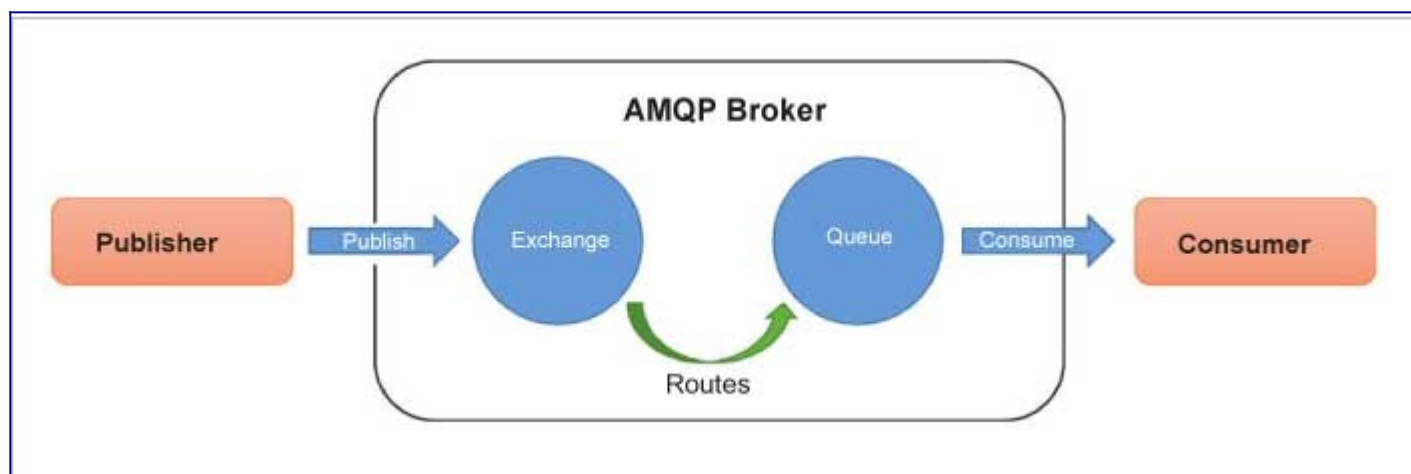 AMQP Broker
Publisher
Publish
Exchange
Queue
Consume
Consumer
Routes